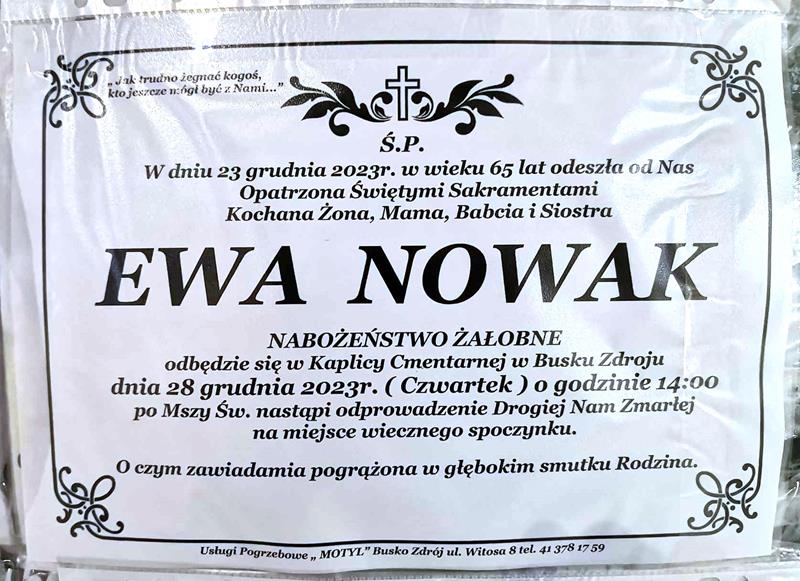 „Jak trudno żegnać kogoś,
kto jeszcze mógł być z Nami...”
Ś.P.
W dniu 23 grudnia 2023r. w wieku 65 lat odeszła od Nas
Opatrzona Świętymi Sakramentami
Kochana Żona, Mama, Babcia i Siostra
EWA NOWAK
NABOŻEŃSTWO ŻAŁOBNE
odbędzie się w Kaplicy Cmentarnej w Busku Zdroju
dnia 28 grudnia 2023r. ( Czwartek ) o godzinie 14:00
po Mszy Św. nastąpi odprowadzenie Drogiej Nam Zmarłej
na miejsce wiecznego spoczynku.
O czym zawiadamia pogrążona w głębokim smutku Rodzina.
Usługi Pogrzebowe „ MOTYL” Busko Zdrój ul. Witosa 8 tel. 41 378 17 59